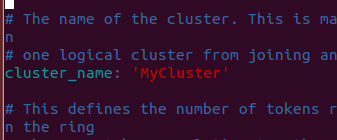 # The name of the cluster. This is ma
n
# one logical cluster from joining an
cluster_name: 'MyCluster'
# This defines the number of tokens r
n the ring